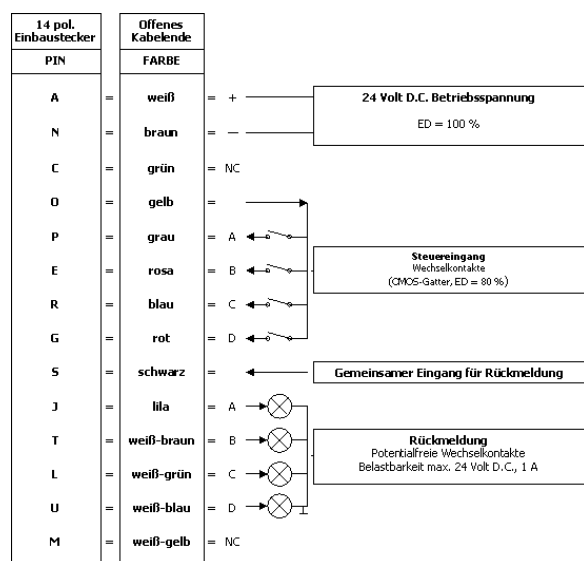 14 pol. Einbaustecker
Offenes Kabelende
PIN
FARBE
A = weiß = +
24 Volt D.C. Betriebsspannung
N = braun = —
ED = 100 %
C = grün = NC
O = gelb =
P = grau = A
E = rosa = B
Steuereingang
Wechselkontakte
(CMOS-Gatter, ED = 80 %)
R = blau = C
G = rot = D
S = schwarz =
Gemeinsamer Eingang für Rückmeldung
J = lila = A
T = weiß-braun = B
Rückmeldung
Potentialfreie Wechselkontakte
Belastbarkeit max. 24 Volt D.C., 1 A
L = weiß-grün = C
U = weiß-blau = D
M = weiß-gelb = NC